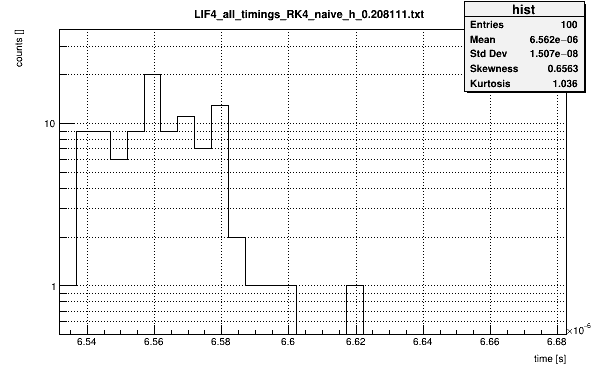 LIF4_all_timings_RK4_naive_h_0.208111.txt
hist
Entries 100
Mean 6.562e−06
Std Dev 1.507e−08
Skewness 0.6563
Kurtosis 1.036
counts []
10
1
6.54 6.56 6.58 6.6 6.62 6.64 6.66 6.68
×10⁻⁶
time [s]